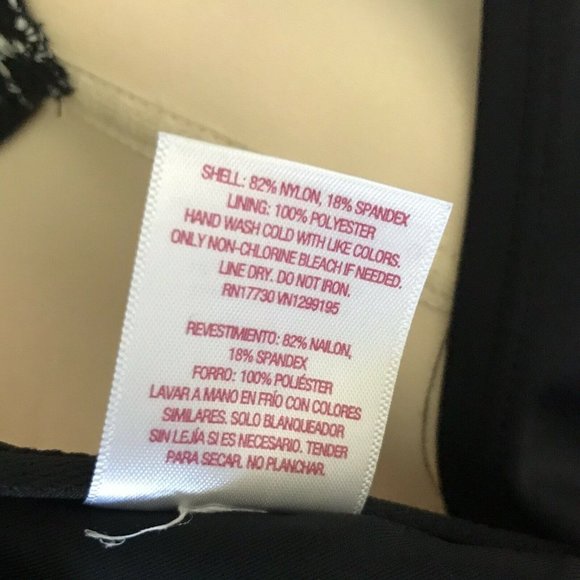 SHELL: 82% NYLON, 18% SPANDEX
LINING: 100% POLYESTER
HAND WASH COLD WITH LIKE COLORS.
ONLY NON-CHLORINE BLEACH IF NEEDED.
LINE DRY. DO NOT IRON.
RN17730 VN1299195
REVESTIMIENTO: 82% NAILON,
18% SPANDEX
FORRO: 100% POLIÉSTER
LAVAR A MANO EN FRÍO CON COLORES
SIMILARES. SOLO BLANQUEADOR
SIN LEJÍA SI ES NECESARIO. TENDER
PARA SECAR. NO PLANCHAR.